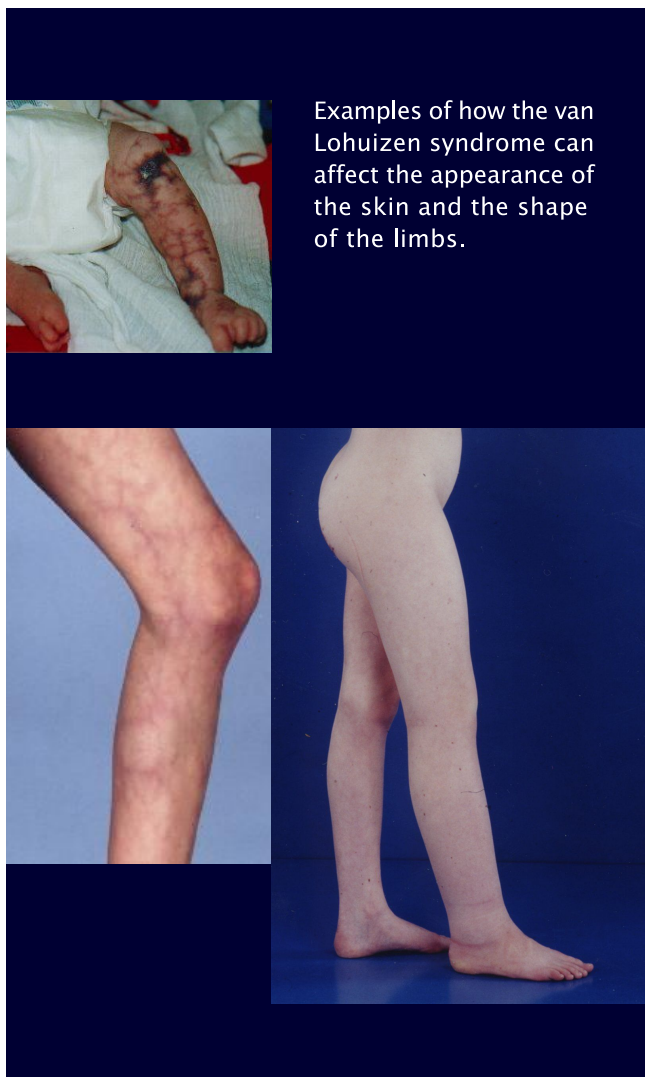 Examples of how the van
Lohuizen syndrome can
affect the appearance of
the skin and the shape
of the limbs.